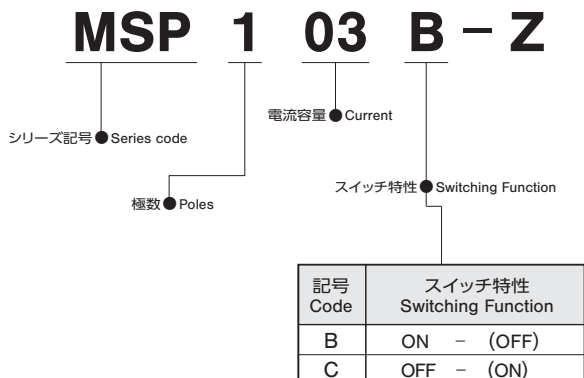 MSP 1 03 B – Z
電流容量 ● Current
シリーズ記号 ● Series code
スイッチ特性 ● Switching Function
極数 ● Poles
記号 スイッチ特性
Code Switching Function
B ON – (OFF)
C OFF – (ON)